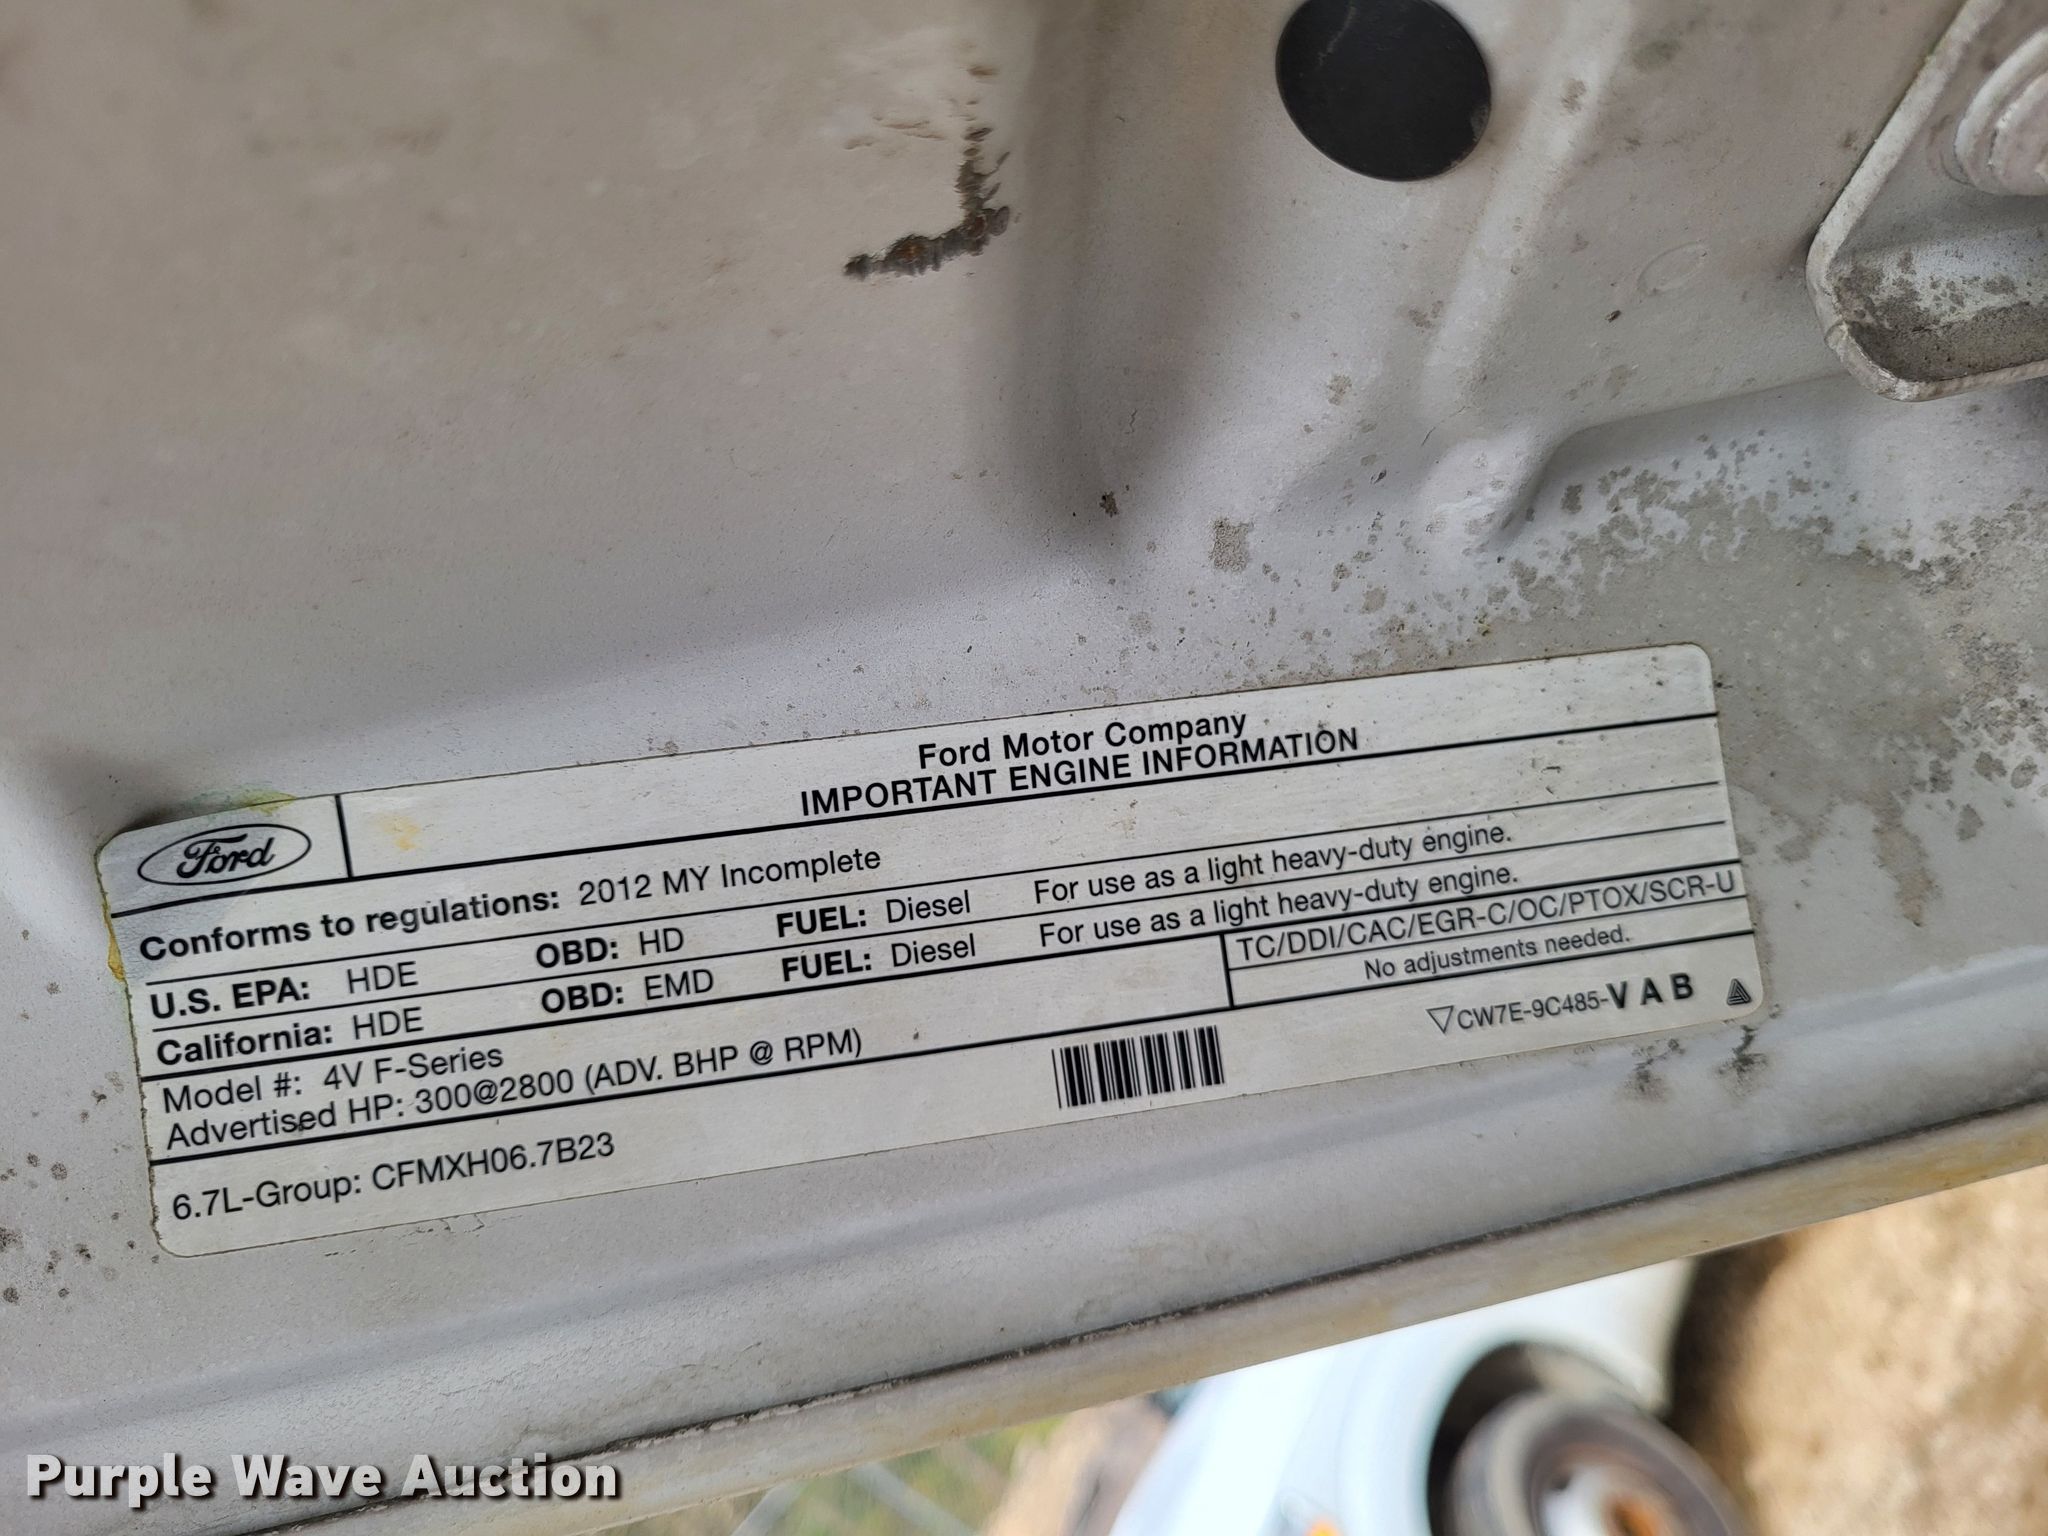 Ford
Ford Motor Company
IMPORTANT ENGINE INFORMATION
Conforms to regulations: 2012 MY Incomplete
U.S. EPA: HDE OBD: HD FUEL: Diesel For use as a light heavy-duty engine.
California: HDE OBD: EMD FUEL: Diesel For use as a light heavy-duty engine.
Model #: 4V F-Series
Advertised HP: 300@2800 (ADV. BHP @ RPM)
TC/DDI/CAC/EGR-C/OC/PTOX/SCR-U
No adjustments needed.
6.7L-Group: CFMXH06.7B23
CW7E-9C485-VAB
Purple Wave Auction